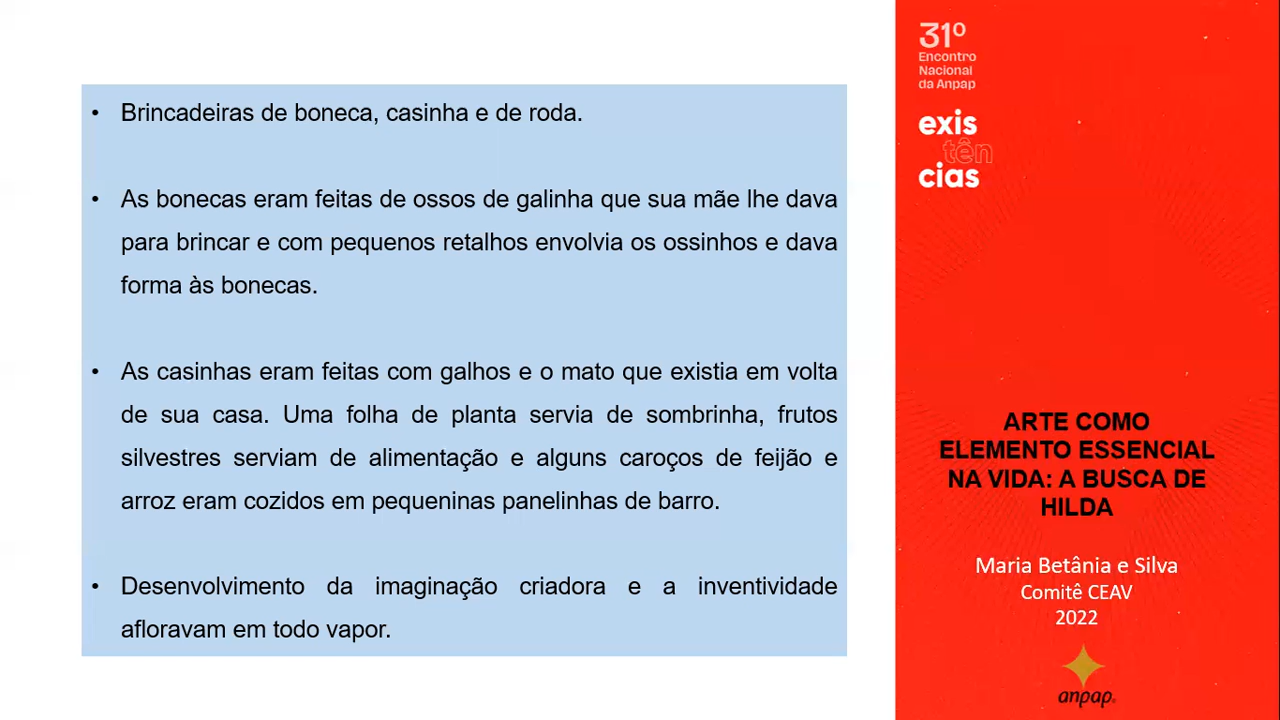 • Brincadeiras de boneca, casinha e de roda.
• As bonecas eram feitas de ossos de galinha que sua mãe lhe dava
para brincar e com pequenos retalhos envolvia os ossinhos e dava
forma às bonecas.
• As casinhas eram feitas com galhos e o mato que existia em volta
de sua casa. Uma folha de planta servia de sombrinha, frutos
silvestres serviam de alimentação e alguns caroços de feijão e
arroz eram cozidos em pequeninas panelinhas de barro.
• Desenvolvimento da imaginação criadora e a inventividade
afloravam em todo vapor.
31º
Encontro
Nacional
da Anpap
exis
tên
cias
ARTE COMO
ELEMENTO ESSENCIAL
NA VIDA: A BUSCA DE
HILDA
Maria Betânia e Silva
Comitê CEAV
2022
anpap